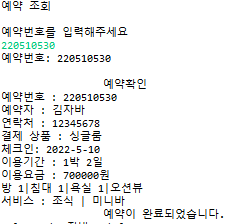 예약 조회
예약번호를 입력해주세요
220510530
예약번호: 220510530
예약확인
예약번호 : 220510530
예약자 : 김자바
연락처 : 12345678
결제 상품 : 싱글룸
체크인: 2022-5-10
이용기간 : 1박 2일
이용요금 : 700000원
방 1|침대 1|욕실 1|오션뷰
서비스 : 조식 | 미니바
예약이 완료되었습니다.